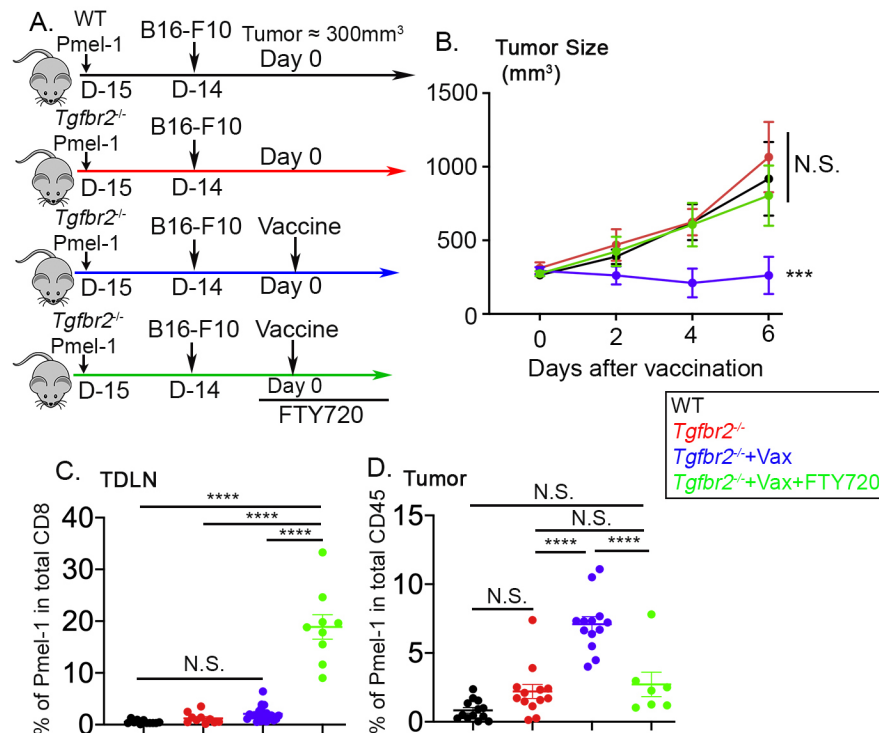 A.
WT
Pmel-1
B16-F10
Tumor ≈ 300mm³
Day 0
D-15
D-14
Tgfbr2-/-
Pmel-1
B16-F10
Day 0
D-15
D-14
Tgfbr2-/-
Pmel-1
B16-F10
Vaccine
D-15
D-14
Day 0
Tgfbr2-/-
Pmel-1
B16-F10
Vaccine
D-15
D-14
Day 0
FTY720
B.
Tumor Size
(mm³)
1500
1000
500
0
N.S.
***
0 2 4 6
Days after vaccination
WT
Tgfbr2-/-
Tgfbr2-/-+Vax
Tgfbr2-/-+Vax+FTY720
C.
TDLN
% of Pmel-1 in total CD8
40
30
20
10
0
****
****
****
N.S.
D.
Tumor
% of Pmel-1 in total CD45
15
10
5
0
N.S.
N.S.
**** ****
N.S.